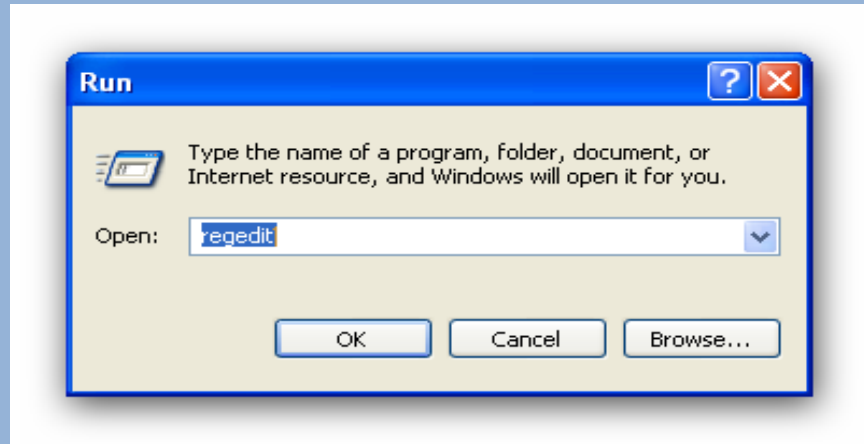 Run
Type the name of a program, folder, document, or
Internet resource, and Windows will open it for you.
Open: regedit
OK Cancel Browse...